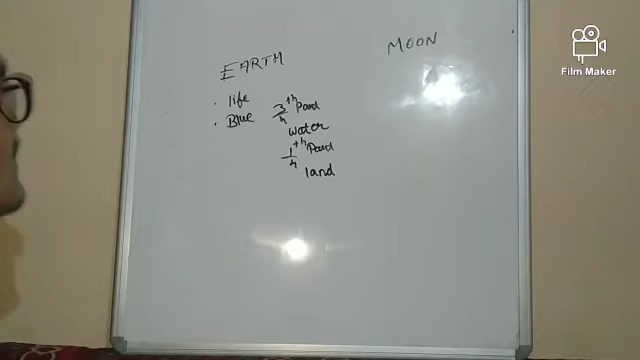 EARTH
MOON
. life
. Blue
3/4 th Part
water
1/4 th Part
land
Film Maker